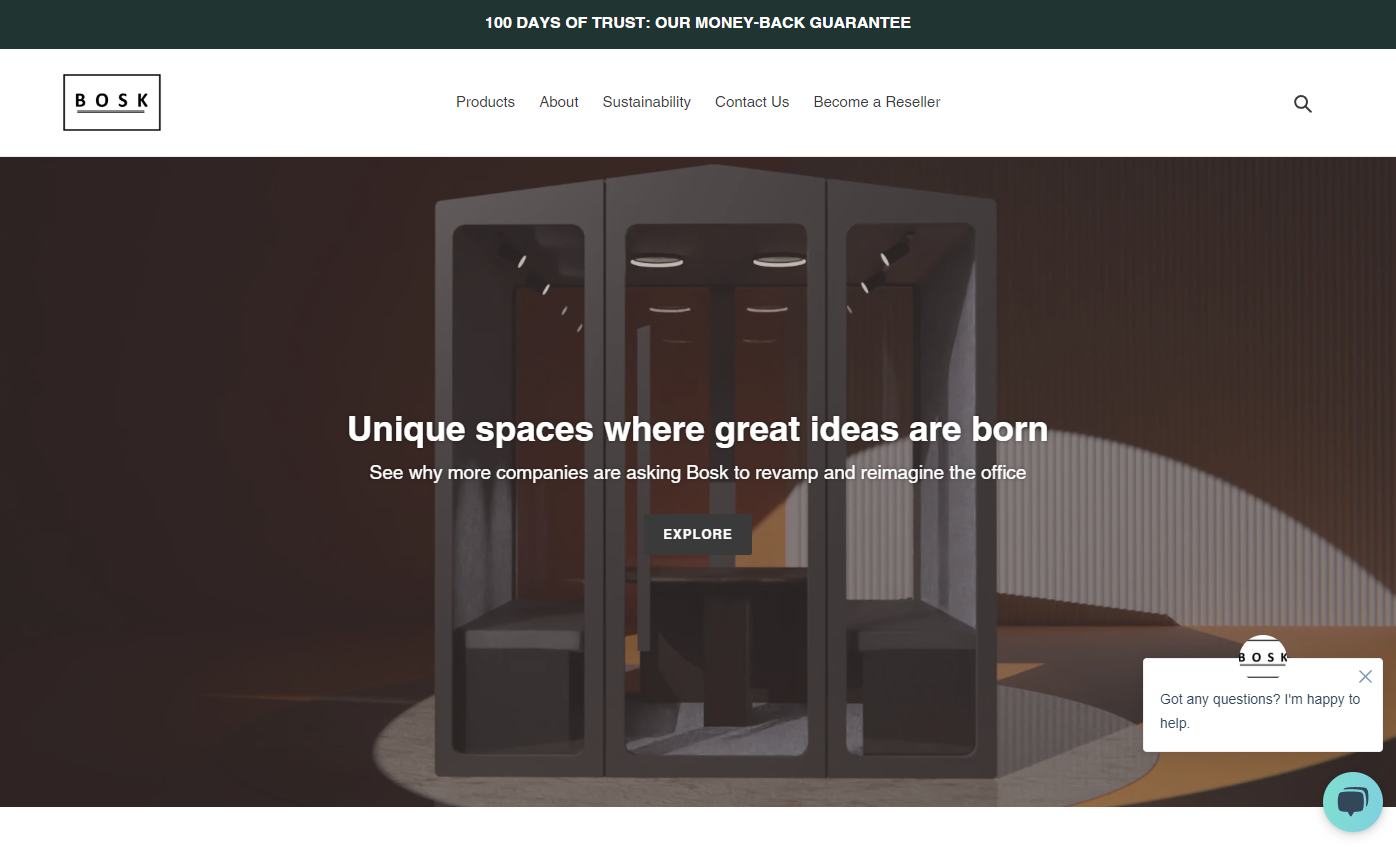 100 DAYS OF TRUST: OUR MONEY-BACK GUARANTEE
BOSK
Products About Sustainability Contact Us Become a Reseller
Unique spaces where great ideas are born
See why more companies are asking Bosk to revamp and reimagine the office
EXPLORE
BOSK
Got any questions? I'm happy to
help.